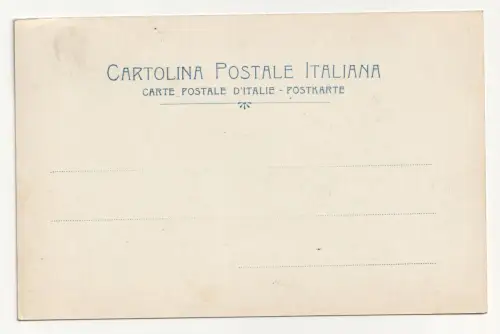 CARTOLINA POSTALE ITALIANA
CARTE POSTALE D'ITALIE - POSTKARTE